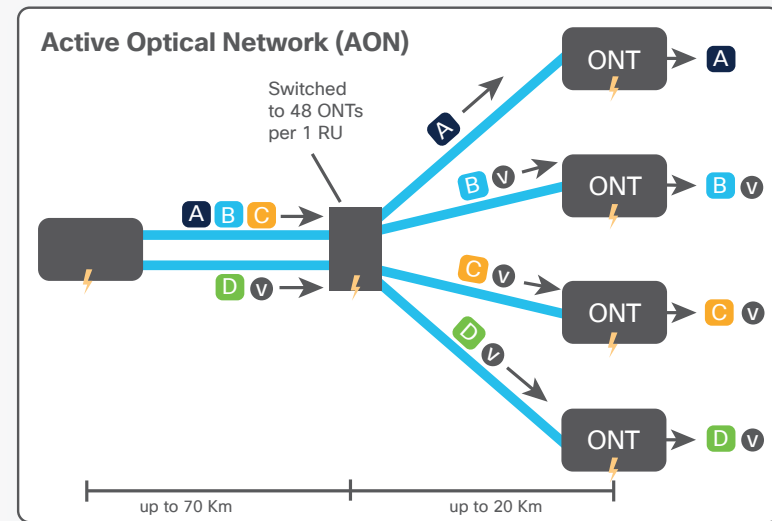 Active Optical Network (AON)
Switched
to 48 ONTs
per 1 RU
A B C
D v
A
B v
C v
D v
ONT
A
ONT
B v
ONT
C v
ONT
D v
up to 70 Km
up to 20 Km